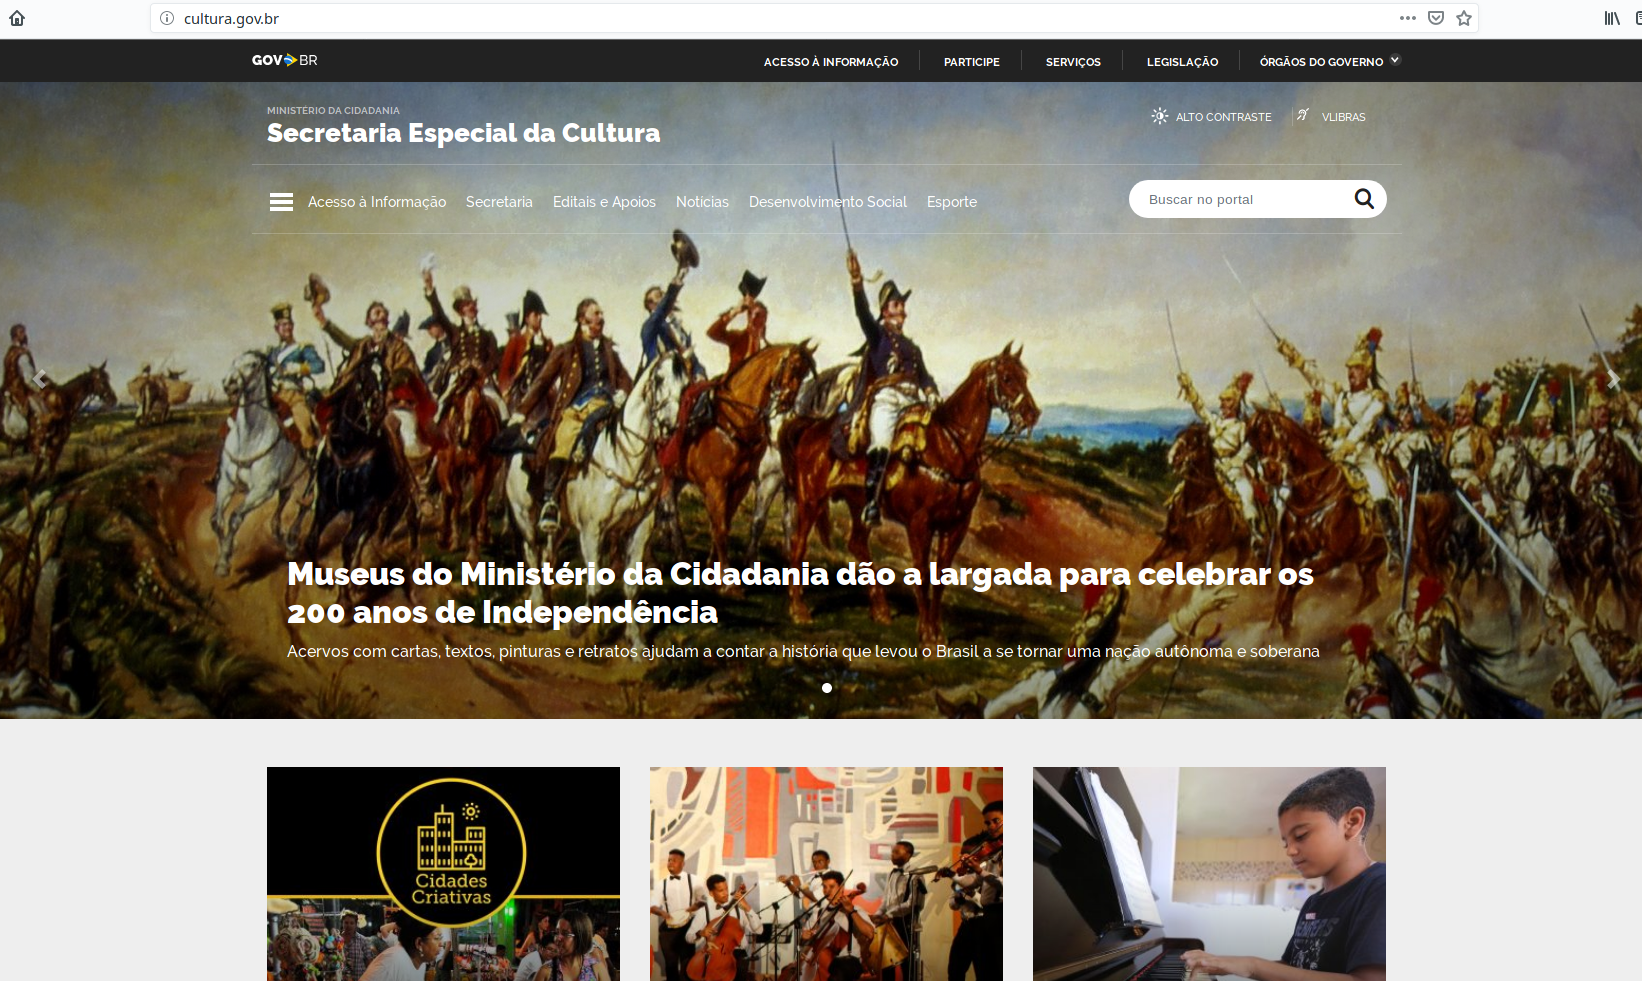 cultura.gov.br
GOVBR
ACESSO À INFORMAÇÃO
PARTICIPE
SERVIÇOS
LEGISLAÇÃO
ÓRGÃOS DO GOVERNO
MINISTÉRIO DA CIDADANIA
Secretaria Especial da Cultura
ALTO CONTRASTE
VLIBRAS
Acesso à Informação
Secretaria
Editais e Apoios
Notícias
Desenvolvimento Social
Esporte
Buscar no portal
Museus do Ministério da Cidadania dão a largada para celebrar os
200 anos de Independência
Acervos com cartas, textos, pinturas e retratos ajudam a contar a história que levou o Brasil a se tornar uma nação autônoma e soberana
Cidades
Criativas